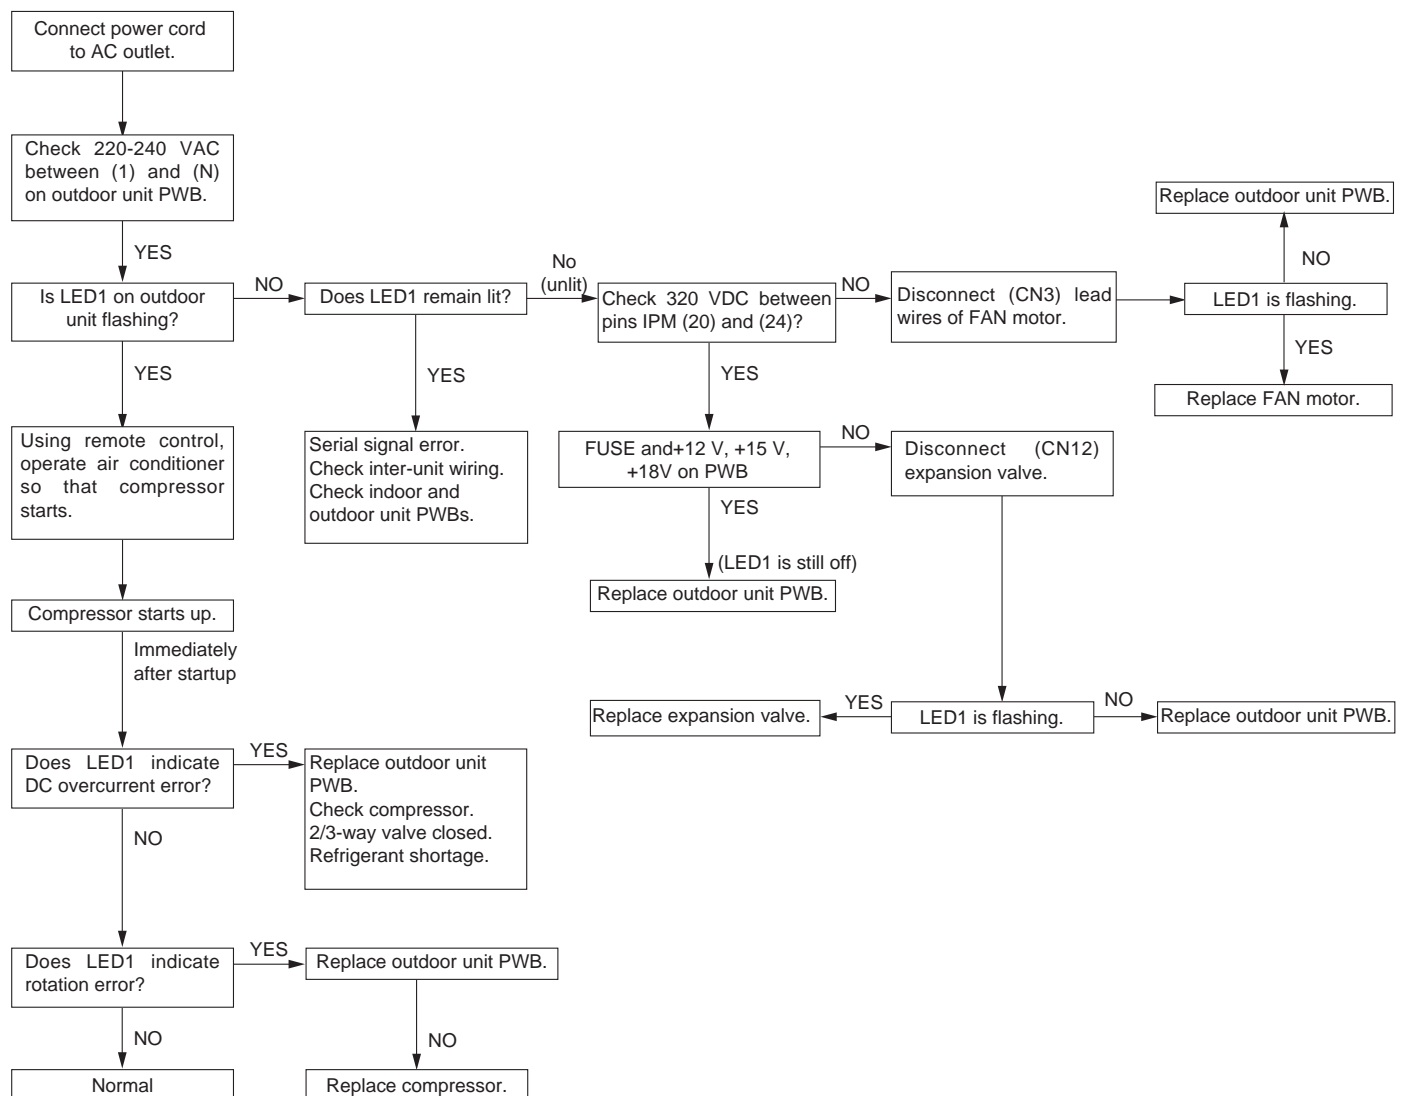 Connect power cord
to AC outlet.
Check 220-240 VAC
between (1) and (N)
on outdoor unit PWB.
YES
Is LED1 on outdoor
unit flashing?
NO
Does LED1 remain lit?
No
(unlit)
Check 320 VDC between
pins IPM (20) and (24)?
NO
Disconnect (CN3) lead
wires of FAN motor.
LED1 is flashing.
NO
Replace outdoor unit PWB.
YES
Replace FAN motor.
YES
Using remote control,
operate air conditioner
so that compressor
starts.
YES
Serial signal error.
Check inter-unit wiring.
Check indoor and
outdoor unit PWBs.
YES
FUSE and+12 V, +15 V,
+18V on PWB
NO
Disconnect (CN12)
expansion valve.
YES
(LED1 is still off)
Replace outdoor unit PWB.
Compressor starts up.
Immediately
after startup
Replace expansion valve.
YES
LED1 is flashing.
NO
Replace outdoor unit PWB.
Does LED1 indicate
DC overcurrent error?
YES
Replace outdoor unit
PWB.
Check compressor.
2/3-way valve closed.
Refrigerant shortage.
NO
Does LED1 indicate
rotation error?
YES
Replace outdoor unit PWB.
NO
NO
Normal
Replace compressor.